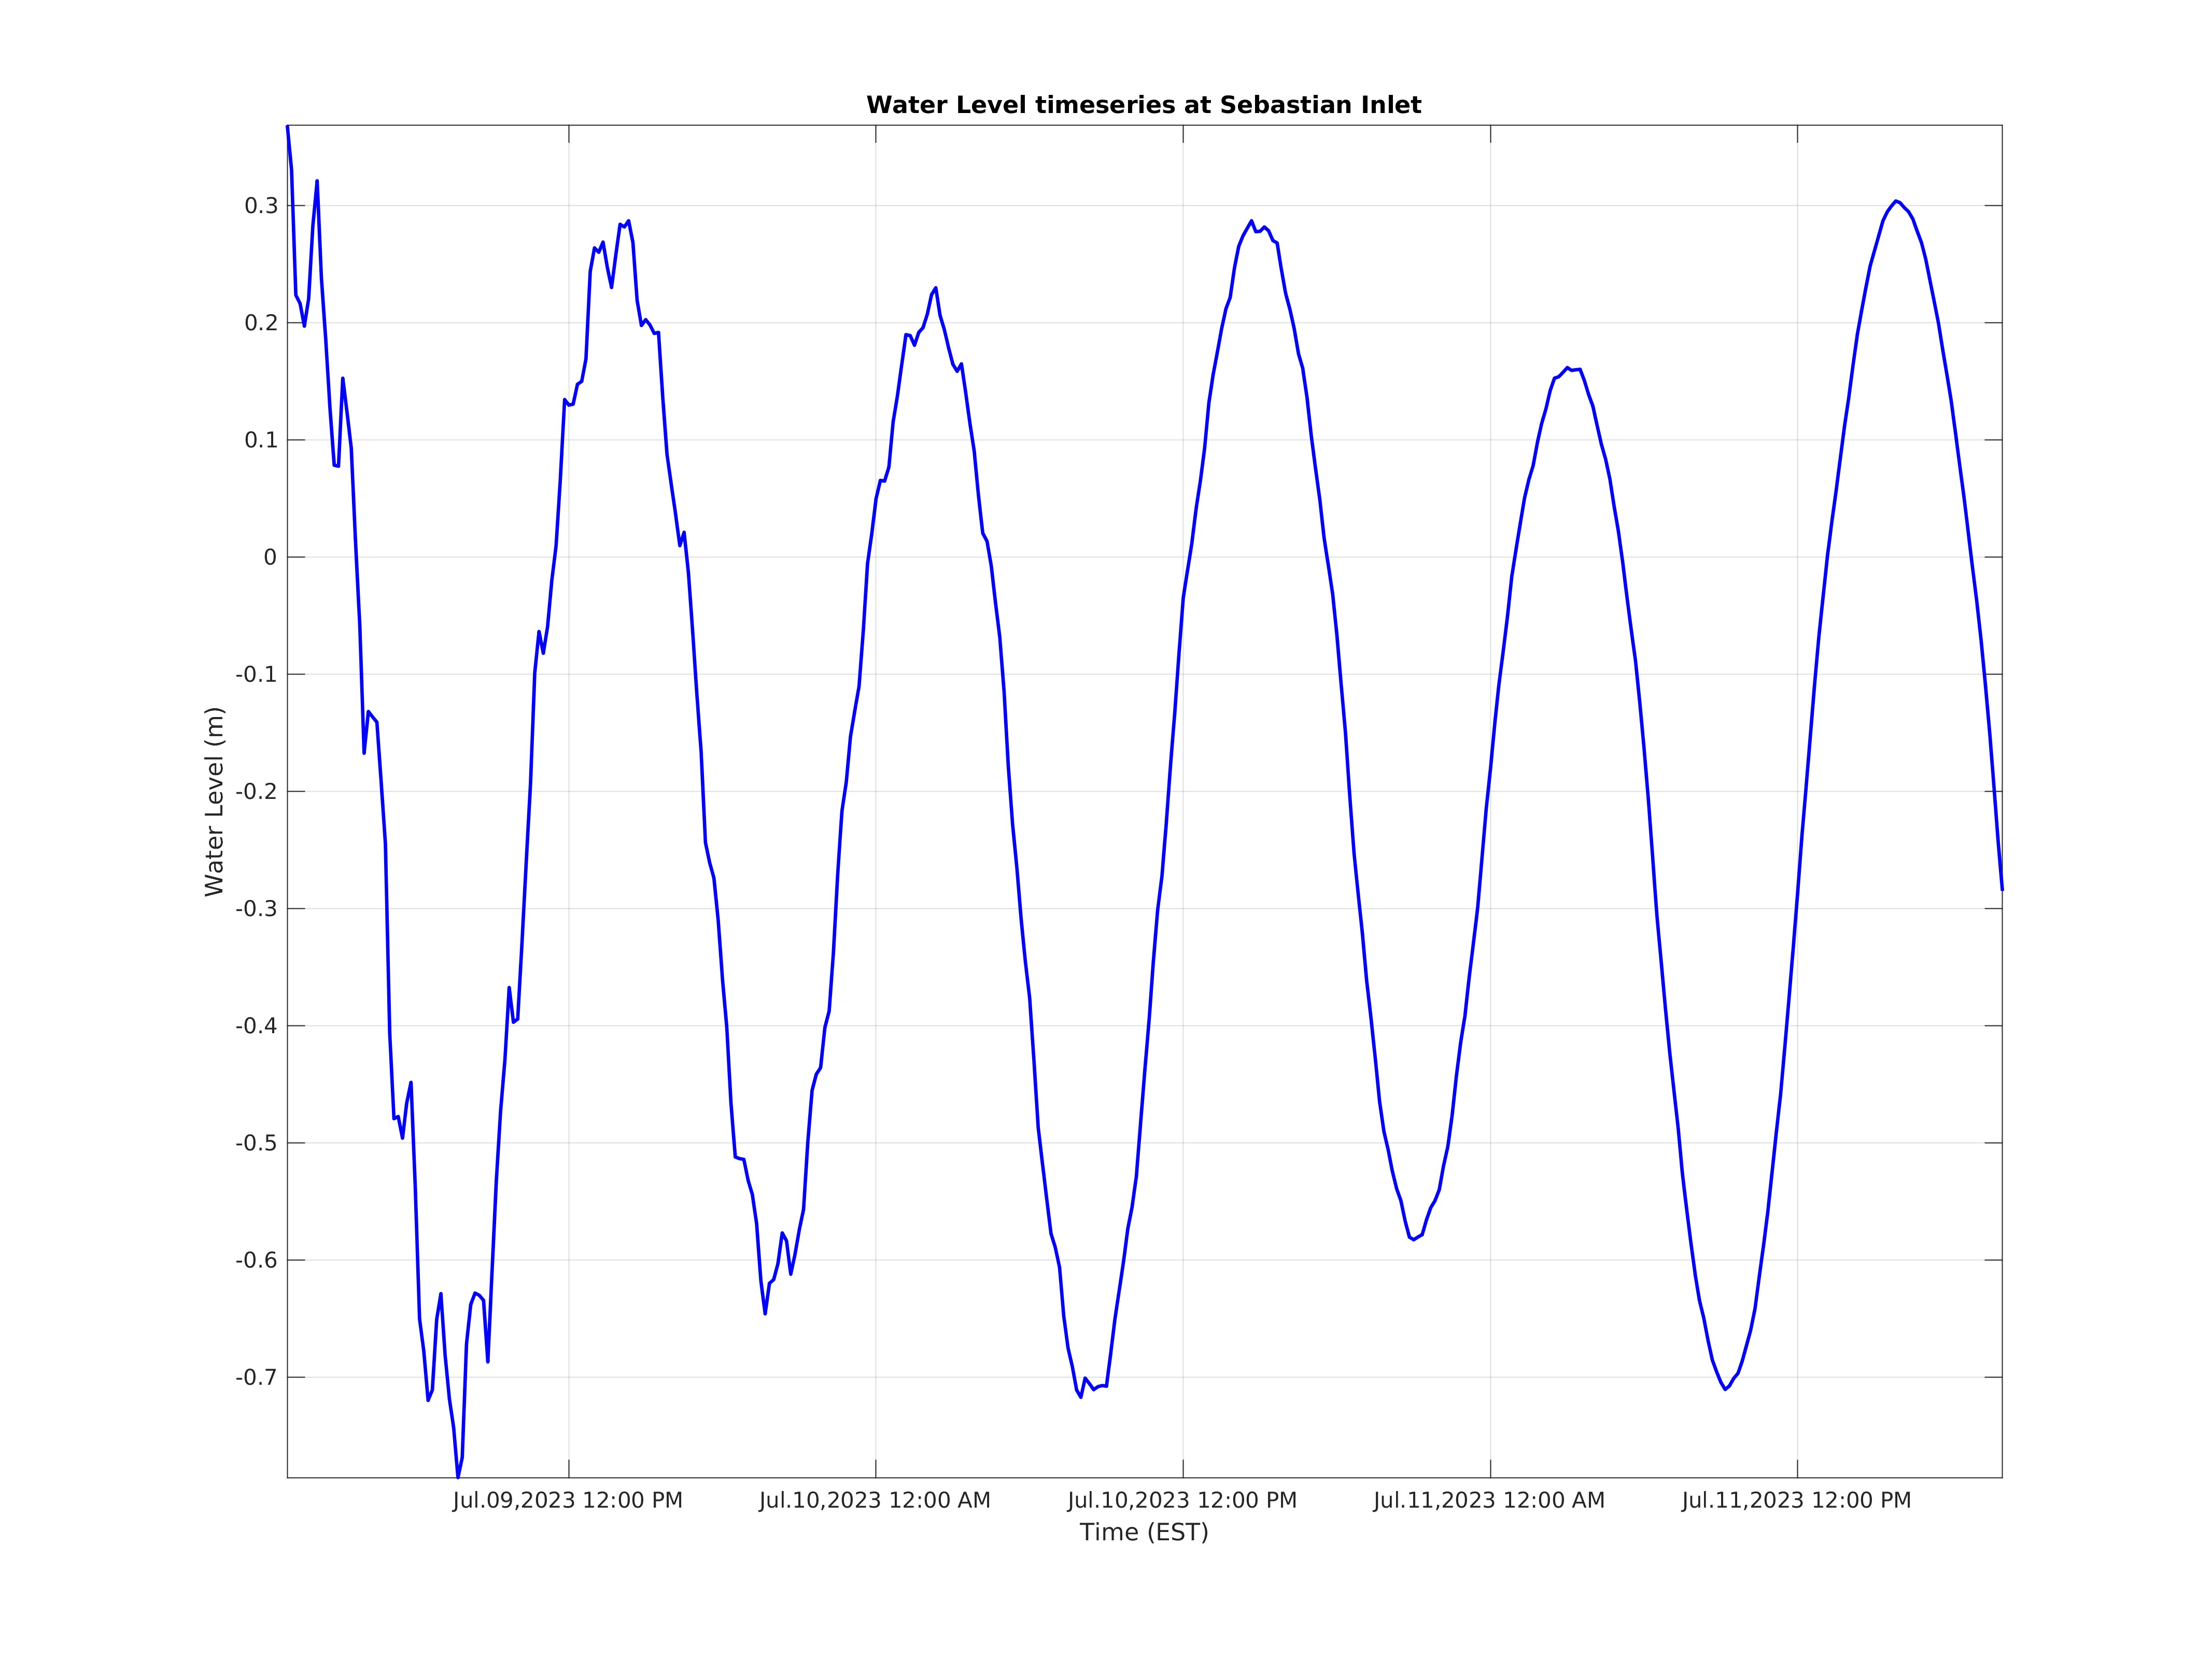 Water Level timeseries at Sebastian Inlet
0.3
0.2
0.1
0
-0.1
-0.2
-0.3
-0.4
-0.5
-0.6
-0.7
Water Level (m)
Jul.09,2023 12:00 PM
Jul.10,2023 12:00 AM
Jul.10,2023 12:00 PM
Jul.11,2023 12:00 AM
Jul.11,2023 12:00 PM
Time (EST)